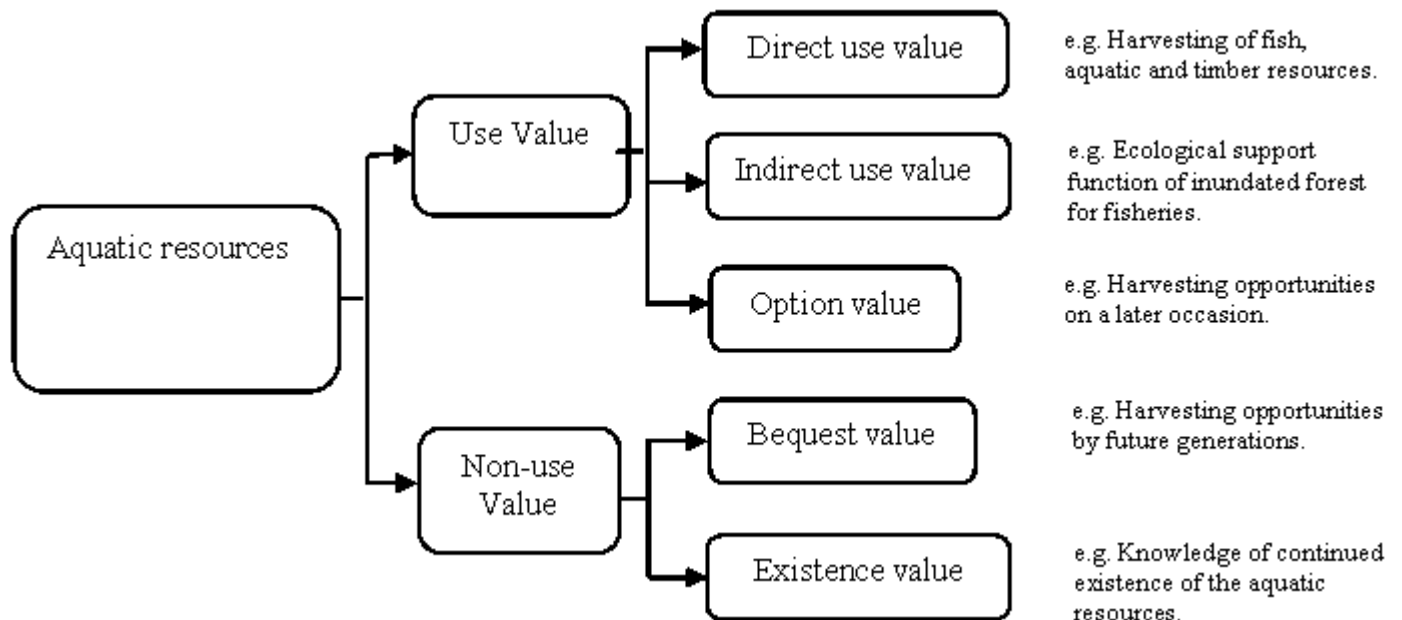 Aquatic resources
Use Value
Non-use
Value
Direct use value
e.g. Harvesting of fish,
aquatic and timber resources.
Indirect use value
e.g. Ecological support
function of inundated forest
for fisheries.
Option value
e.g. Harvesting opportunities
on a later occasion.
Bequest value
e.g. Harvesting opportunities
by future generations.
Existence value
e.g. Knowledge of continued
existence of the aquatic
resources.